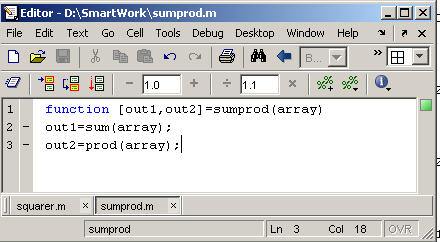 Editor - D:\SmartWork\sumprod.m
File Edit Text Go Cell Tools Debug Desktop Window Help
B...
1.0 + ÷ 1.1 ×
1 function [out1,out2]=sumprod(array)
2 - out1=sum(array);
3 - out2=prod(array);
squarer.m × sumprod.m ×
sumprod Ln 3 Col 18 OVR